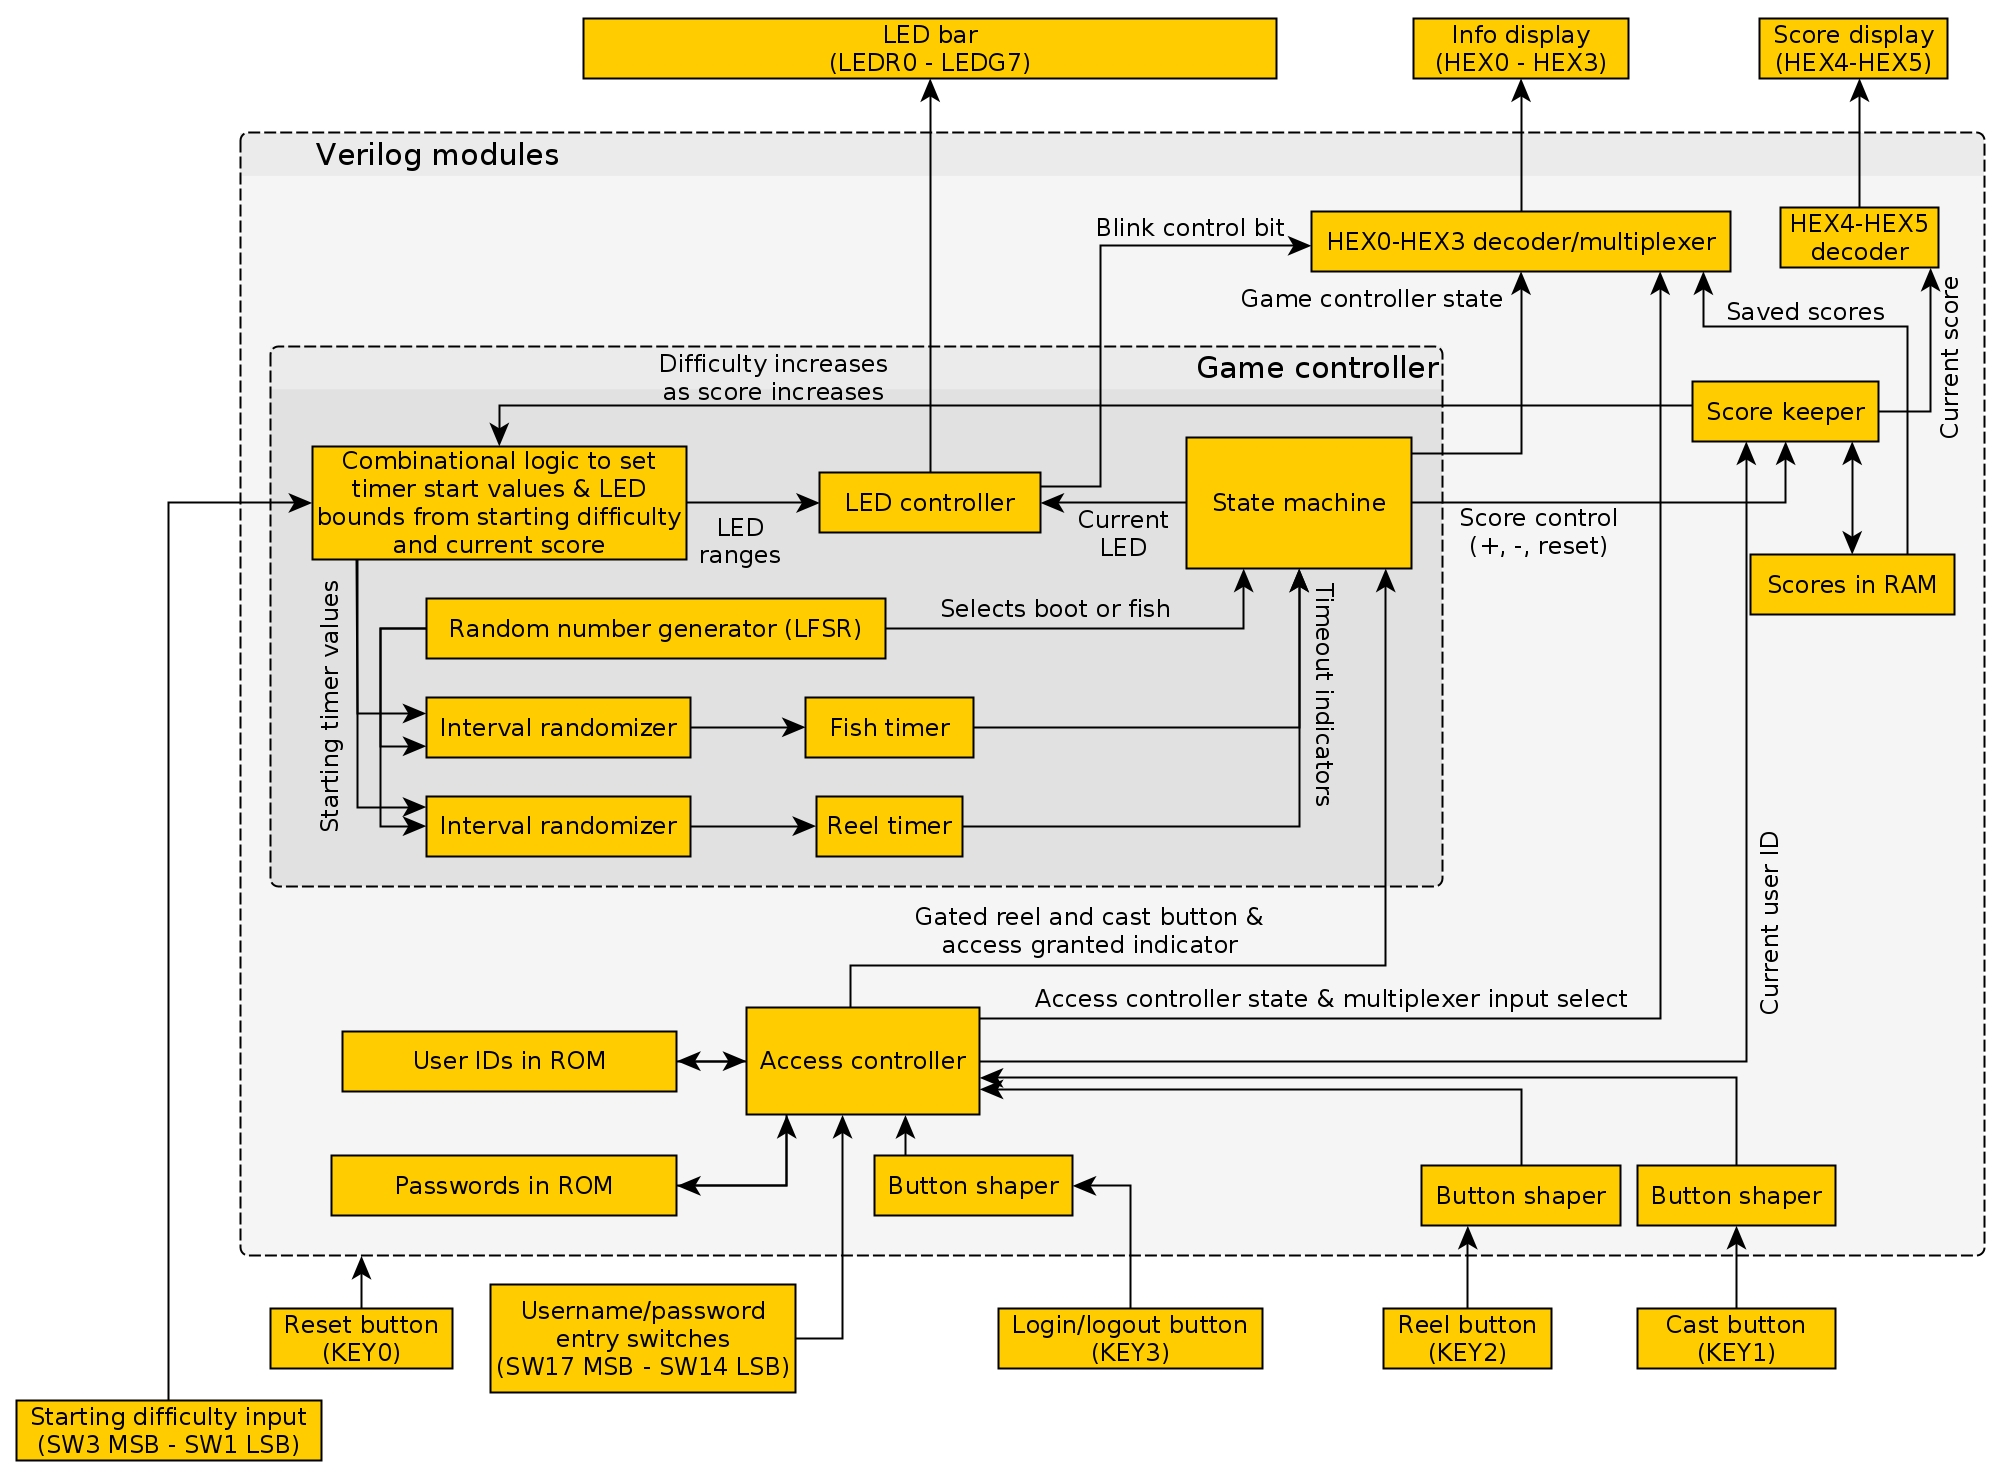 LED bar
(LEDR0 - LEDG7)
Info display
(HEX0 - HEX3)
Score display
(HEX4-HEX5)
Verilog modules
Blink control bit
HEX0-HEX3 decoder/multiplexer
HEX4-HEX5
decoder
Game controller state
Saved scores
Current score
Difficulty increases
as score increases
Game controller
Score keeper
Combinational logic to set
timer start values & LED
bounds from starting difficulty
and current score
LED
ranges
LED controller
Current
LED
State machine
Score control
(+, -, reset)
Scores in RAM
Starting timer values
Random number generator (LFSR)
Selects boot or fish
Timeout indicators
Interval randomizer
Fish timer
Interval randomizer
Reel timer
Gated reel and cast button &
access granted indicator
Current user ID
Access controller state & multiplexer input select
User IDs in ROM
Access controller
Passwords in ROM
Button shaper
Button shaper
Button shaper
Reset button
(KEY0)
Username/password
entry switches
(SW17 MSB - SW14 LSB)
Login/logout button
(KEY3)
Reel button
(KEY2)
Cast button
(KEY1)
Starting difficulty input
(SW3 MSB - SW1 LSB)